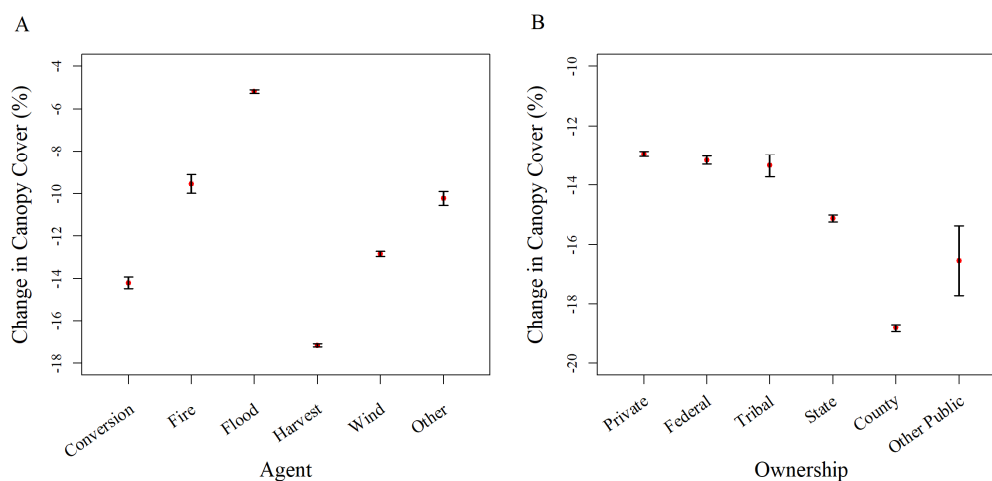 A
Change in Canopy Cover (%)
-4
-6
-8
-10
-12
-14
-16
-18
Conversion
Fire
Flood
Harvest
Wind
Other
Agent
B
Change in Canopy Cover (%)
-10
-12
-14
-16
-18
-20
Private
Federal
Tribal
State
County
Other Public
Ownership